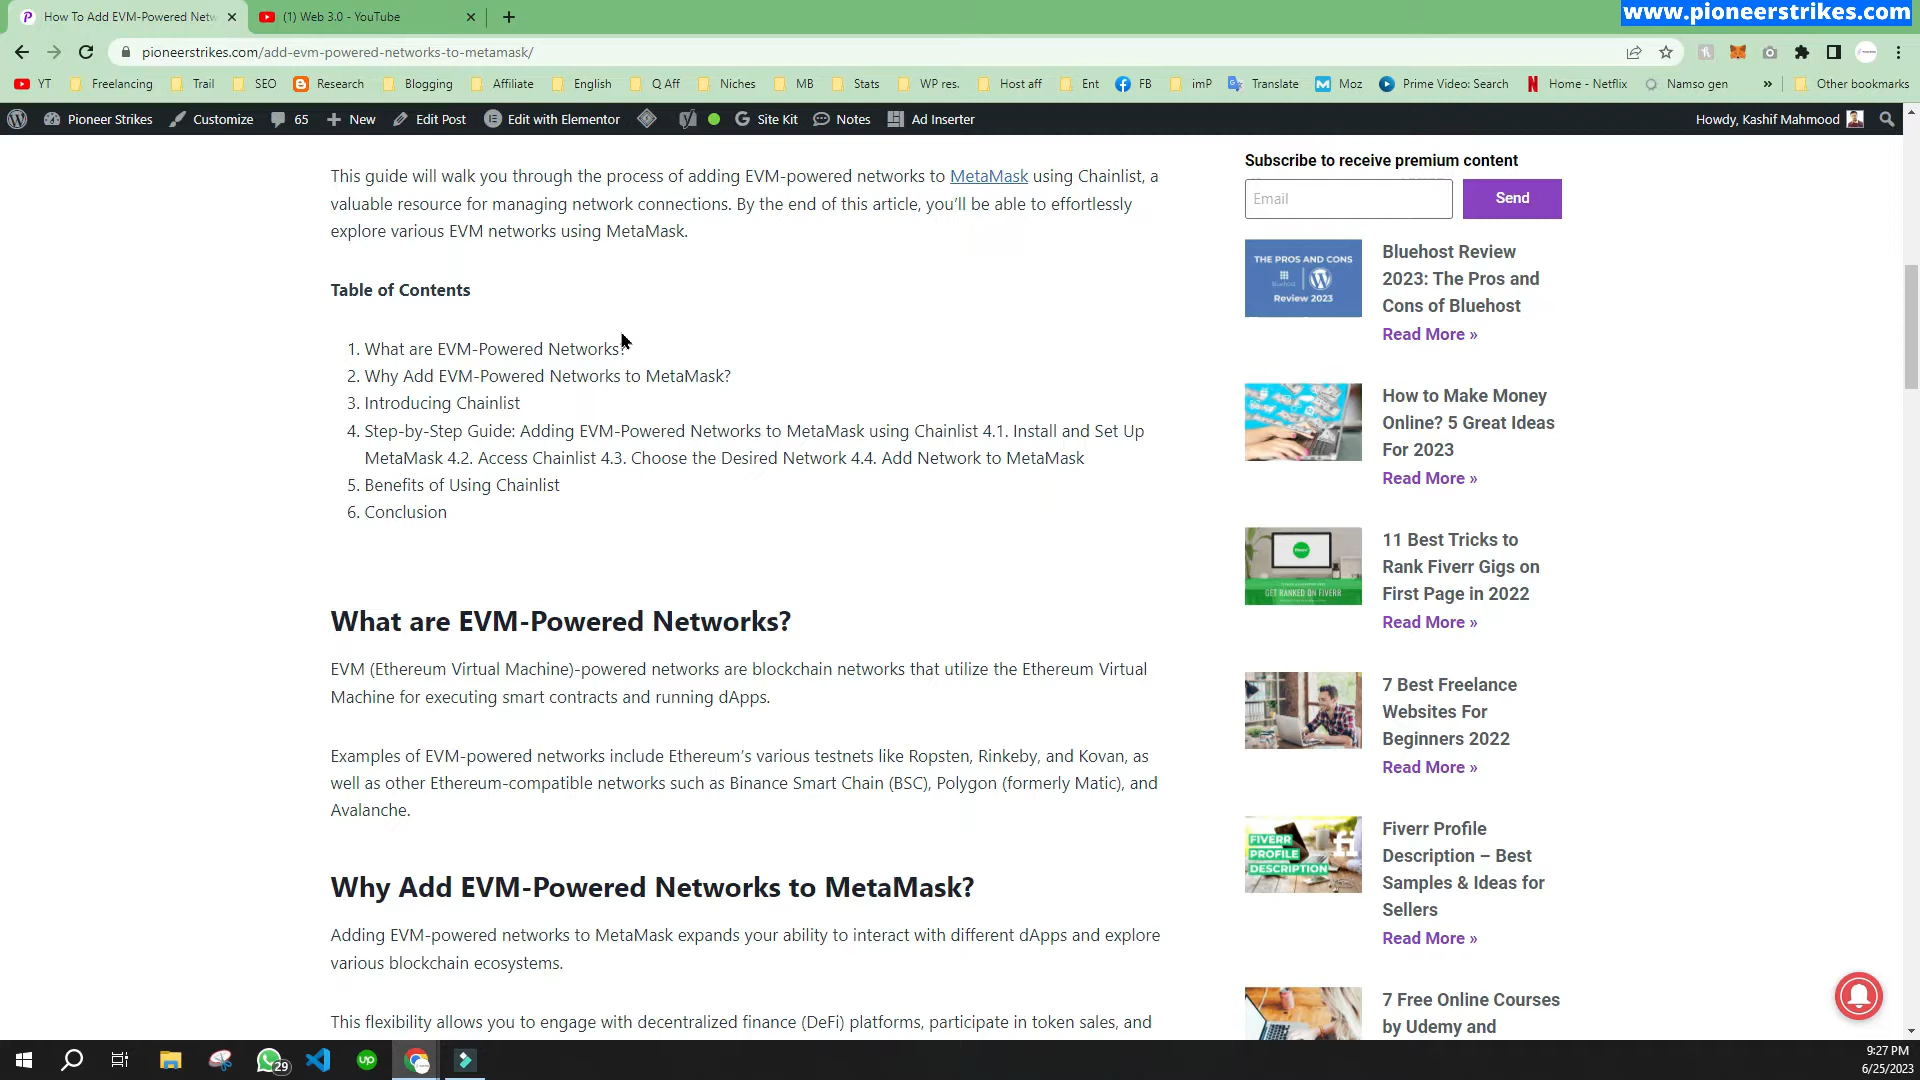 How To Add EVM-Powered Netw
(1) Web 3.0 - YouTube
www.pioneerstrikes.com
pioneerstrikes.com/add-evm-powered-networks-to-metamask/
YT
Freelancing
Trail
SEO
Research
Blogging
Affiliate
English
Q Aff
Niches
MB
Stats
WP res.
Host aff
Ent
FB
imP
Translate
Moz
Prime Video: Search
Home - Netflix
Namso gen
»
Other bookmarks
Pioneer Strikes
Customize
65
New
Edit Post
Edit with Elementor
Site Kit
Notes
Ad Inserter
Howdy, Kashif Mahmood
This guide will walk you through the process of adding EVM-powered networks to MetaMask using Chainlist, a
valuable resource for managing network connections. By the end of this article, you'll be able to effortlessly
explore various EVM networks using MetaMask.
Table of Contents
1. What are EVM-Powered Networks?
2. Why Add EVM-Powered Networks to MetaMask?
3. Introducing Chainlist
4. Step-by-Step Guide: Adding EVM-Powered Networks to MetaMask using Chainlist 4.1. Install and Set Up
MetaMask 4.2. Access Chainlist 4.3. Choose the Desired Network 4.4. Add Network to MetaMask
5. Benefits of Using Chainlist
6. Conclusion
What are EVM-Powered Networks?
EVM (Ethereum Virtual Machine)-powered networks are blockchain networks that utilize the Ethereum Virtual
Machine for executing smart contracts and running dApps.
Examples of EVM-powered networks include Ethereum's various testnets like Ropsten, Rinkeby, and Kovan, as
well as other Ethereum-compatible networks such as Binance Smart Chain (BSC), Polygon (formerly Matic), and
Avalanche.
Why Add EVM-Powered Networks to MetaMask?
Adding EVM-powered networks to MetaMask expands your ability to interact with different dApps and explore
various blockchain ecosystems.
This flexibility allows you to engage with decentralized finance (DeFi) platforms, participate in token sales, and
Subscribe to receive premium content
Email
Send
THE PROS AND CONS
Bluehost
Review 2023
Bluehost Review
2023: The Pros and
Cons of Bluehost
Read More »
How to Make Money
Online? 5 Great Ideas
For 2023
Read More »
fiverr
GET RANKED ON FIVERR
11 Best Tricks to
Rank Fiverr Gigs on
First Page in 2022
Read More »
7 Best Freelance
Websites For
Beginners 2022
Read More »
FIVERR
PROFILE
DESCRIPTION
fi
Fiverr Profile
Description – Best
Samples & Ideas for
Sellers
Read More »
7 Free Online Courses
by Udemy and
29
up
9:27 PM
6/25/2023